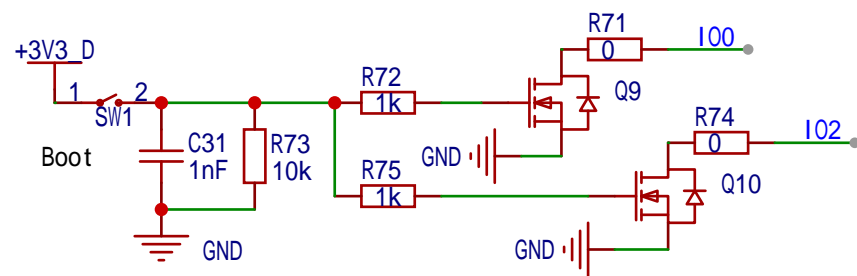 R71
IO0
+3V3_D
0
R72
Q9
1
2
1k
R74
SW1
IO2
C31
R73
GND
0
Boot
1nF
10k
R75
1k
Q10
GND
GND